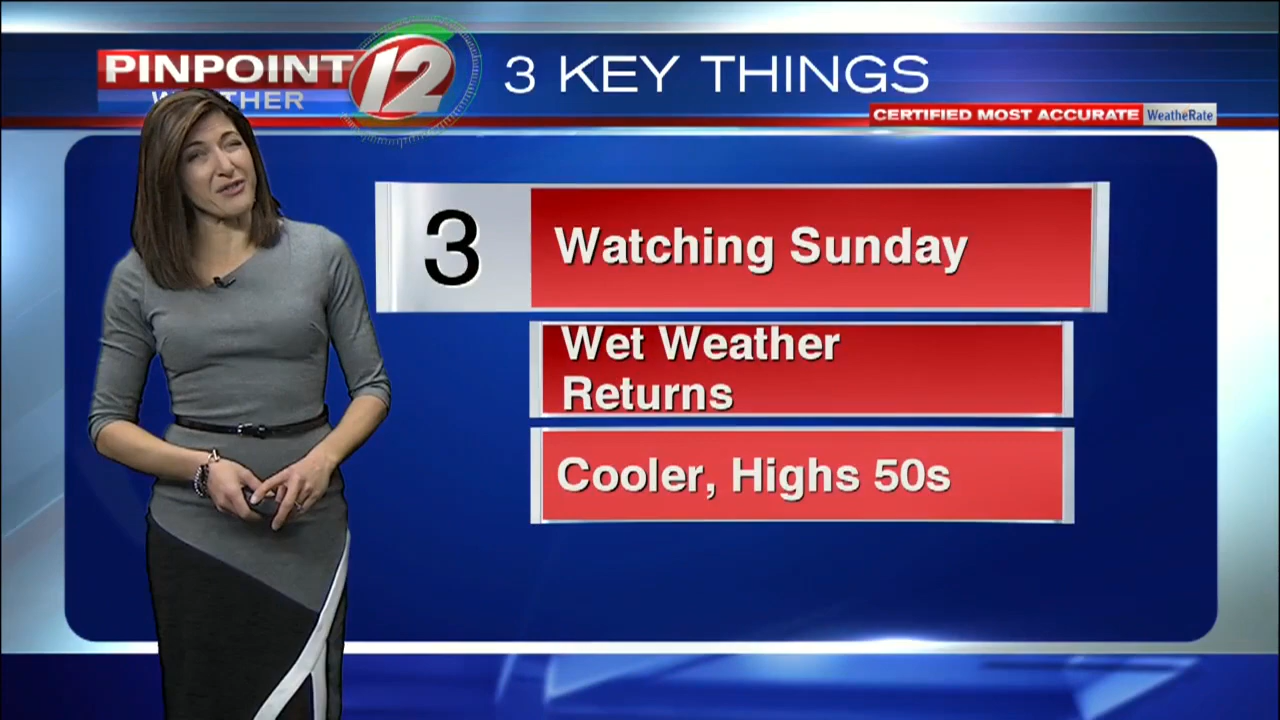 PINPOINT
WEATHER
12
3 KEY THINGS
CERTIFIED MOST ACCURATE WeatheRate
3
Watching Sunday
Wet Weather
Returns
Cooler, Highs 50s